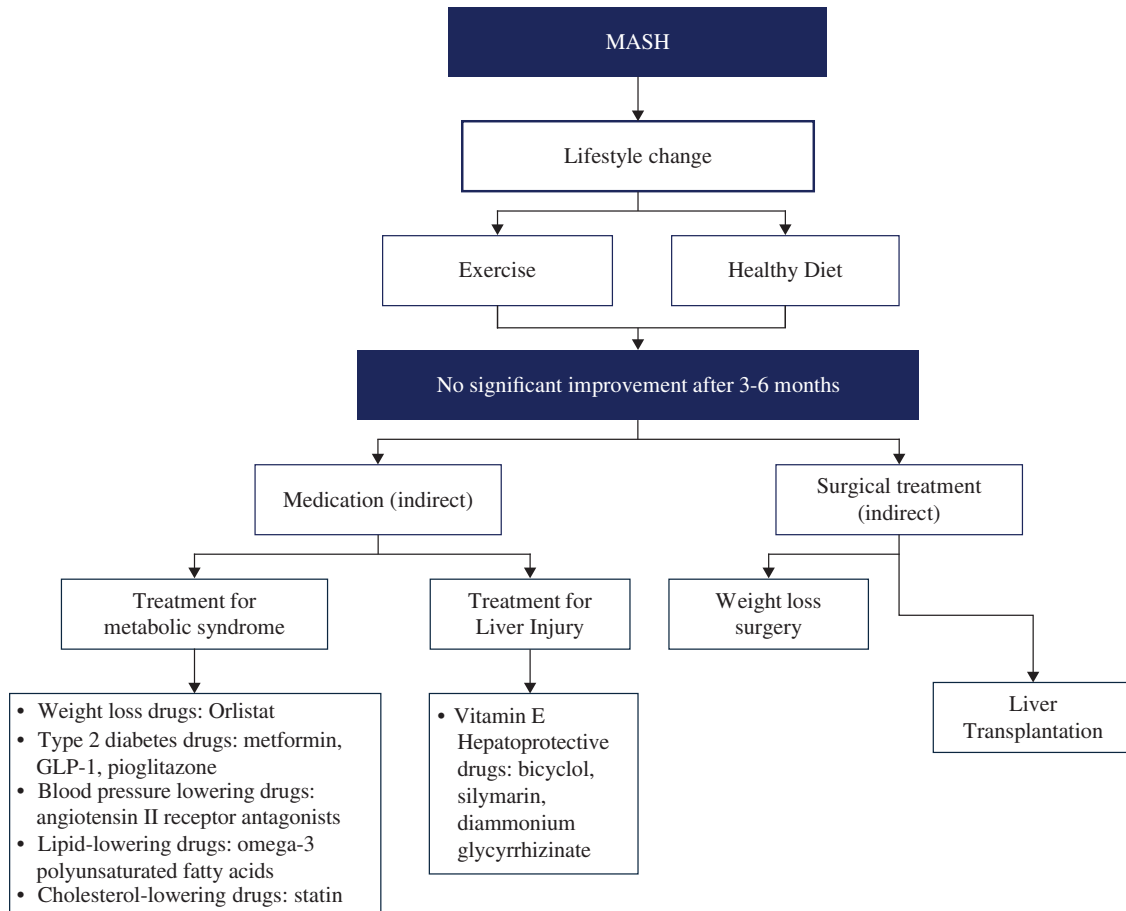 MASH
Lifestyle change
Exercise
Healthy Diet
No significant improvement after 3-6 months
Medication (indirect)
Surgical treatment
(indirect)
Treatment for
metabolic syndrome
Treatment for
Liver Injury
Weight loss
surgery
• Weight loss drugs: Orlistat
• Type 2 diabetes drugs: metformin,
GLP-1, pioglitazone
• Blood pressure lowering drugs:
angiotensin II receptor antagonists
• Lipid-lowering drugs: omega-3
polyunsaturated fatty acids
• Cholesterol-lowering drugs: statin
• Vitamin E
Hepatoprotective
drugs: bicyclol,
silymarin,
diammonium
glycyrrhizinate
Liver
Transplantation